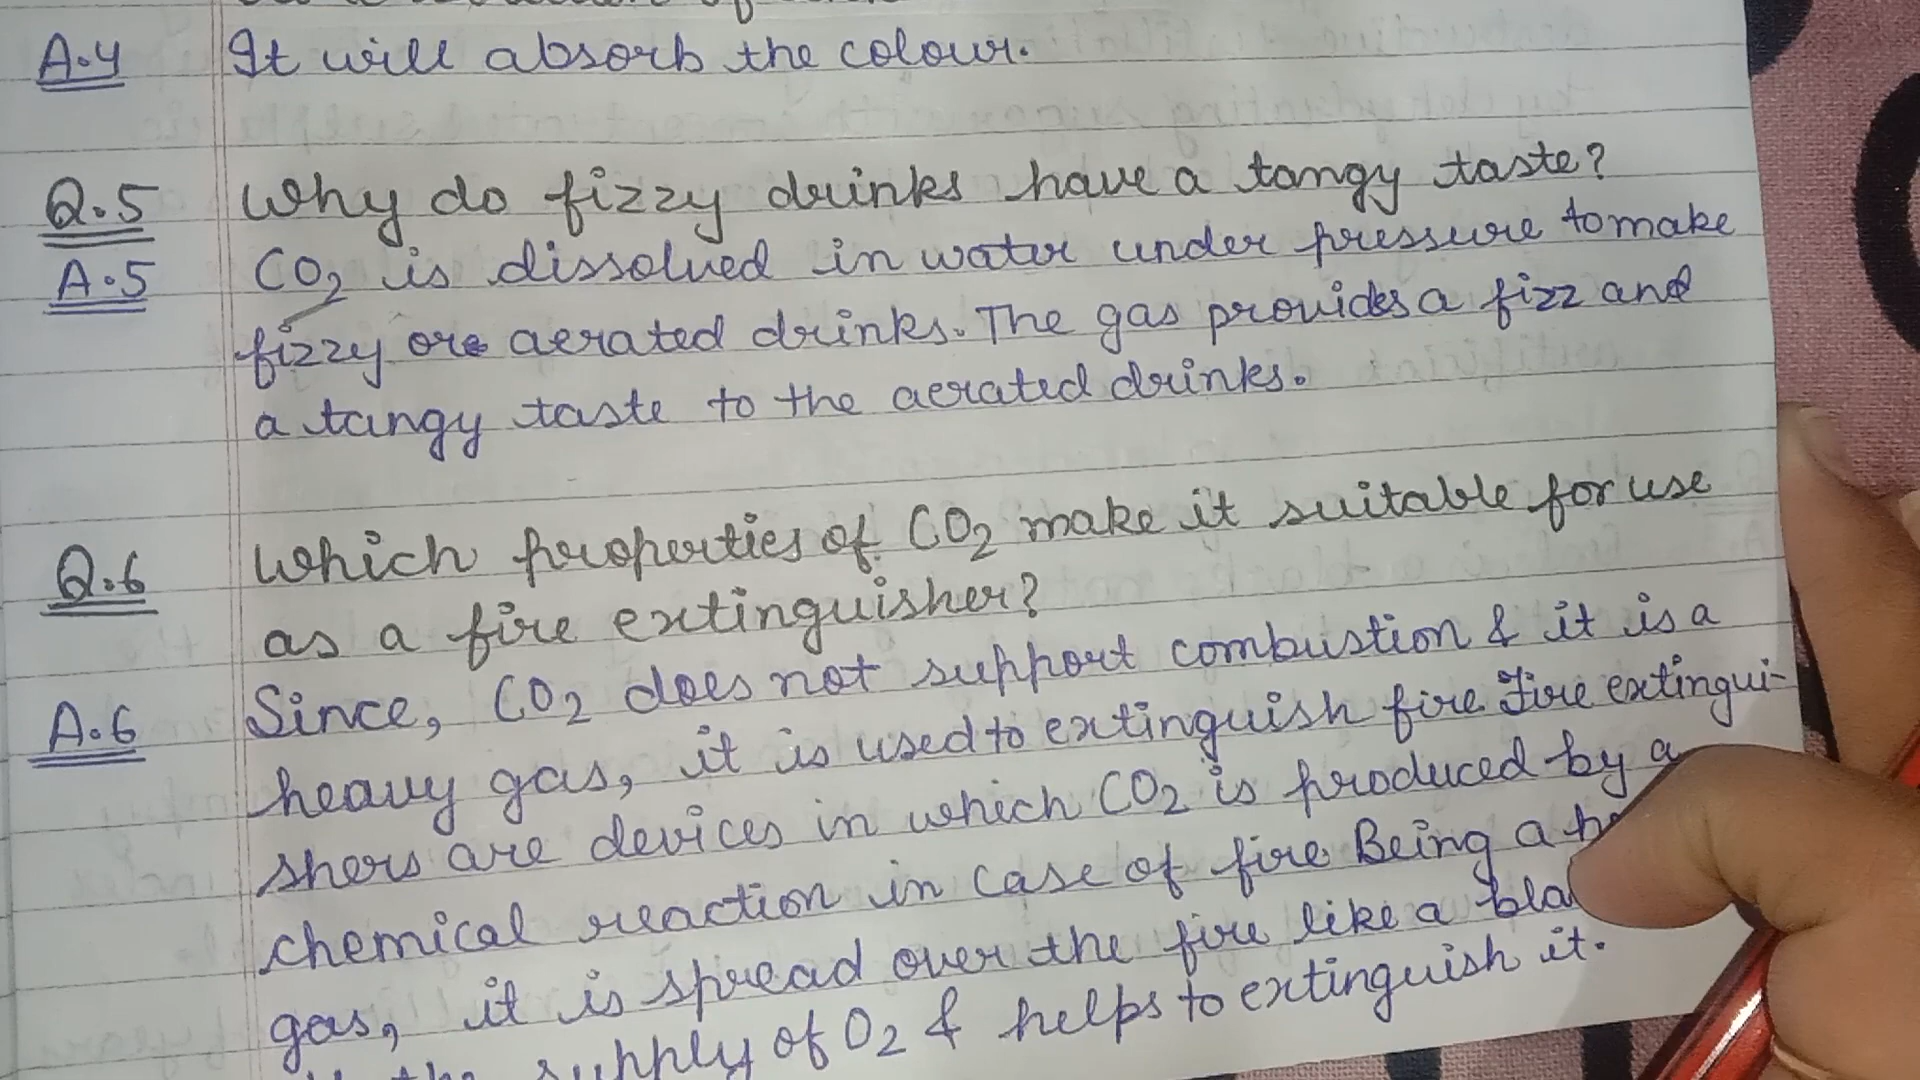 A.4 It will absorb the colour.
Q.5 Why do fizzy drinks have a tangy taste?
A.5 CO2 is dissolved in water under pressure to make
fizzy or aerated drinks. The gas provides a fizz and
a tangy taste to the aerated drinks.
Q.6 Which properties of CO2 make it suitable for use
as a fire extinguisher?
A.6 Since, CO2 does not support combustion & it is a
heavy gas, it is used to extinguish fire. Fire extingui-
shers are devices in which CO2 is produced by a
chemical reaction in case of fire. Being a
gas, it is spread over the fire like a
the supply of O2 & helps to extinguish it.